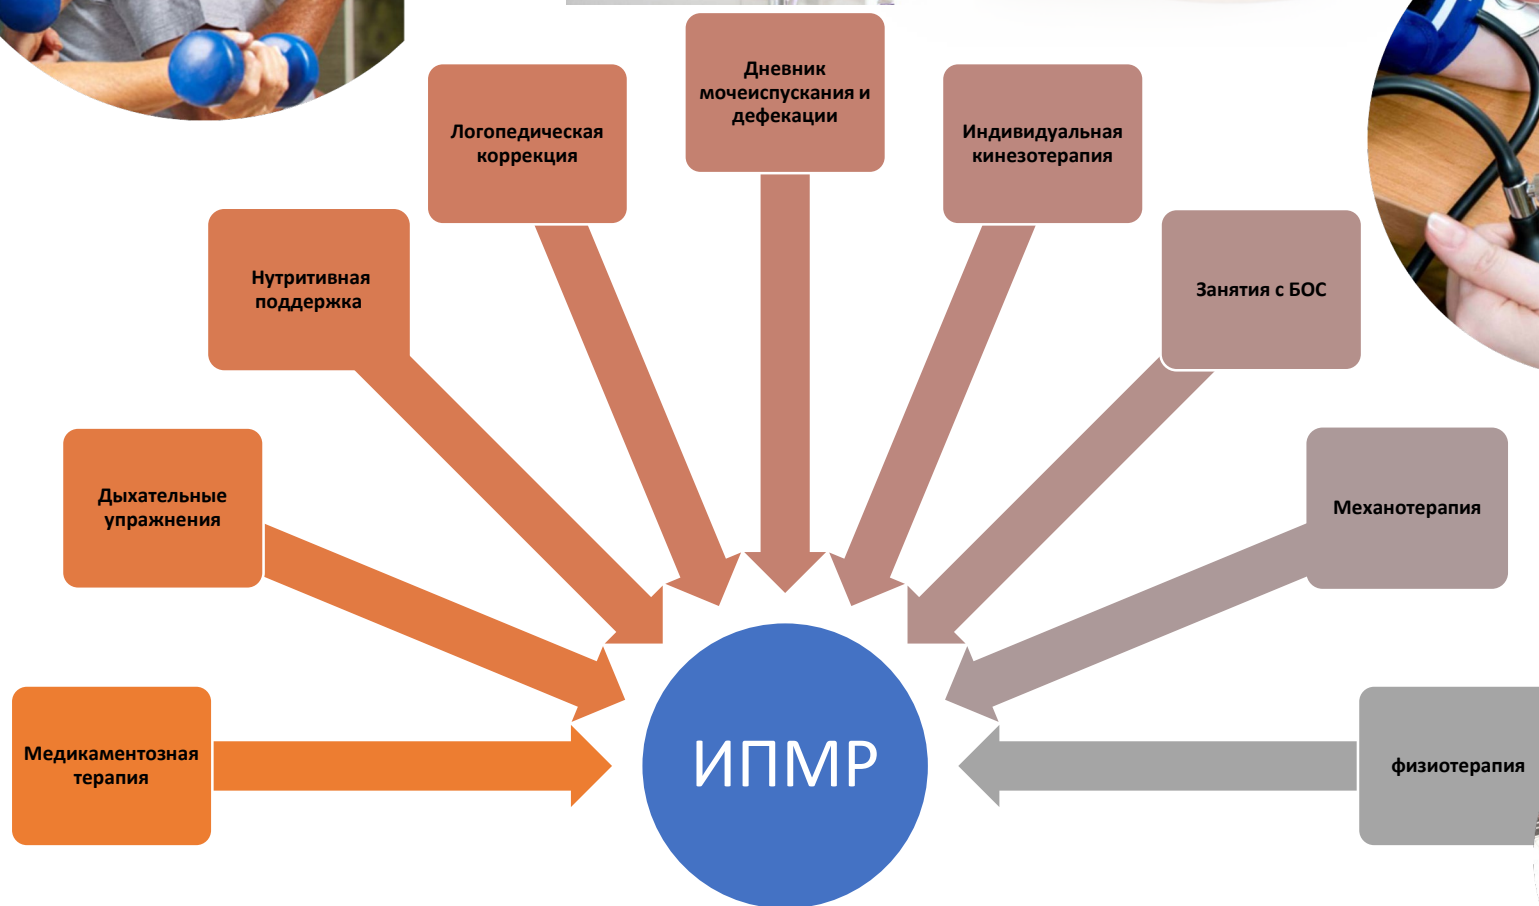 Дневник
мочеиспускания и
дефекации
Логопедическая
коррекция
Индивидуальная
кинезотерапия
Нутритивная
поддержка
Занятия с БОС
Дыхательные
упражнения
Механотерапия
Медикаментозная
терапия
ИПМР
физиотерапия